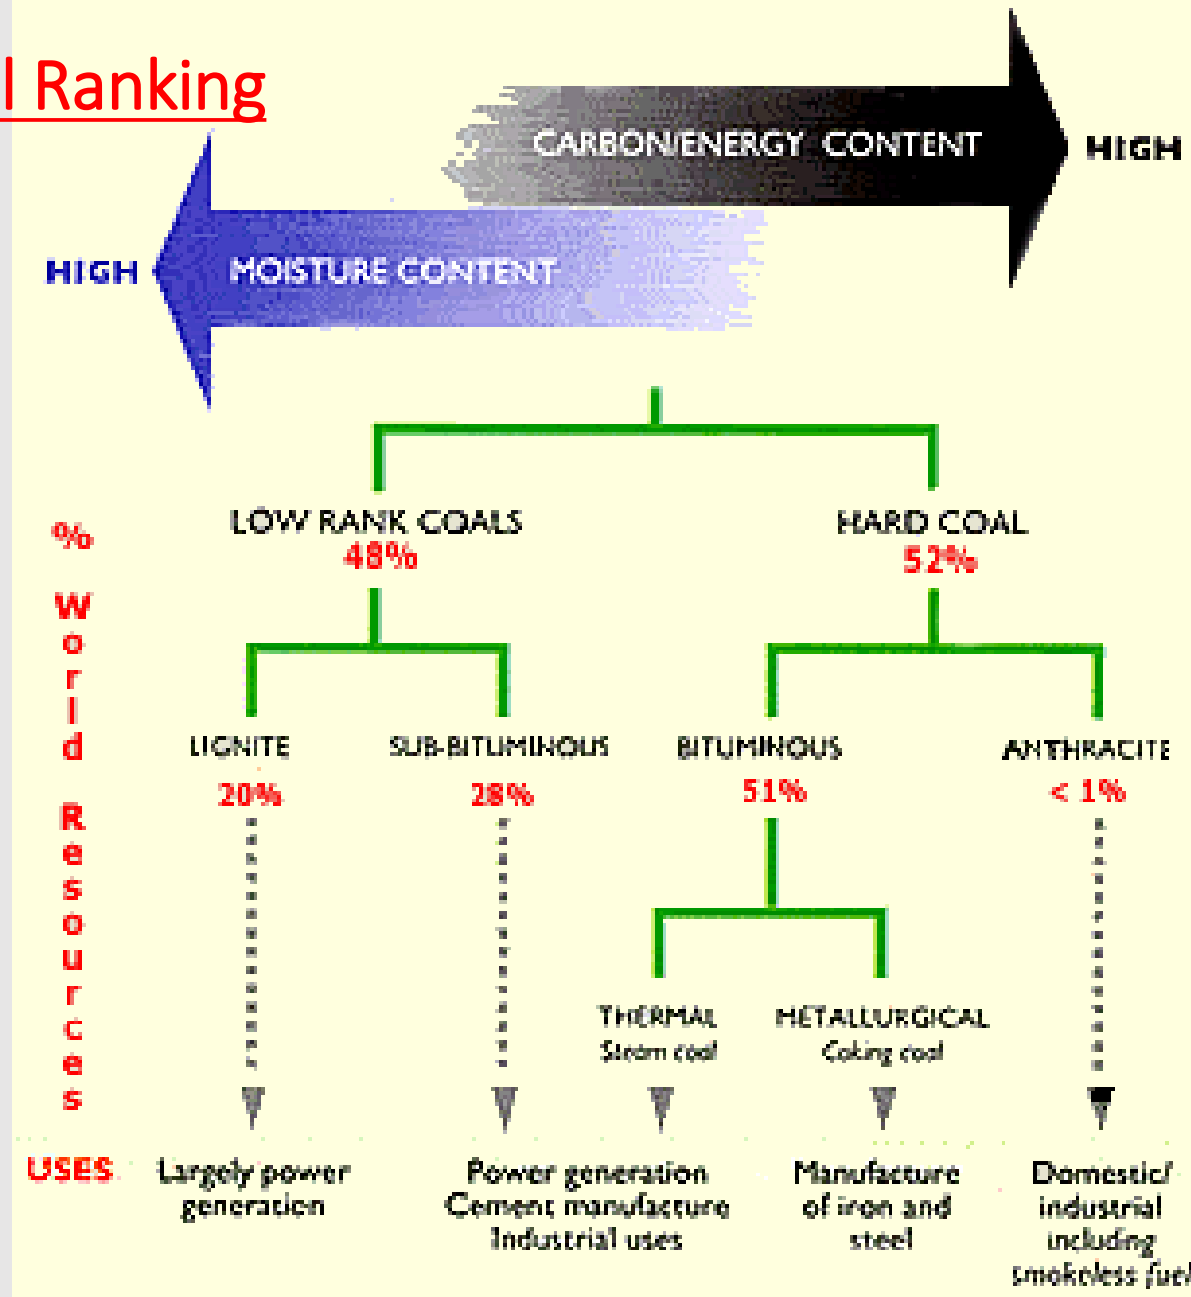 l Ranking
CARBON/ENERGY CONTENT
HIGH
HIGH
MOISTURE CONTENT
% World Resources
LOW RANK COALS
48%
HARD COAL
52%
LIGNITE
20%
SUB-BITUMINOUS
28%
BITUMINOUS
51%
ANTHRACITE
< 1%
THERMAL
Steam coal
METALLURGICAL
Coking coal
USES
Largely power
generation
Power generation
Cement manufacture
Industrial uses
Manufacture
of iron and
steel
Domestic/
industrial
including
smokeless fuel